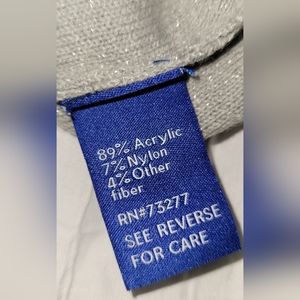 89% Acrylic
7% Nylon
4% Other
fiber
RN#73277
SEE REVERSE
FOR CARE